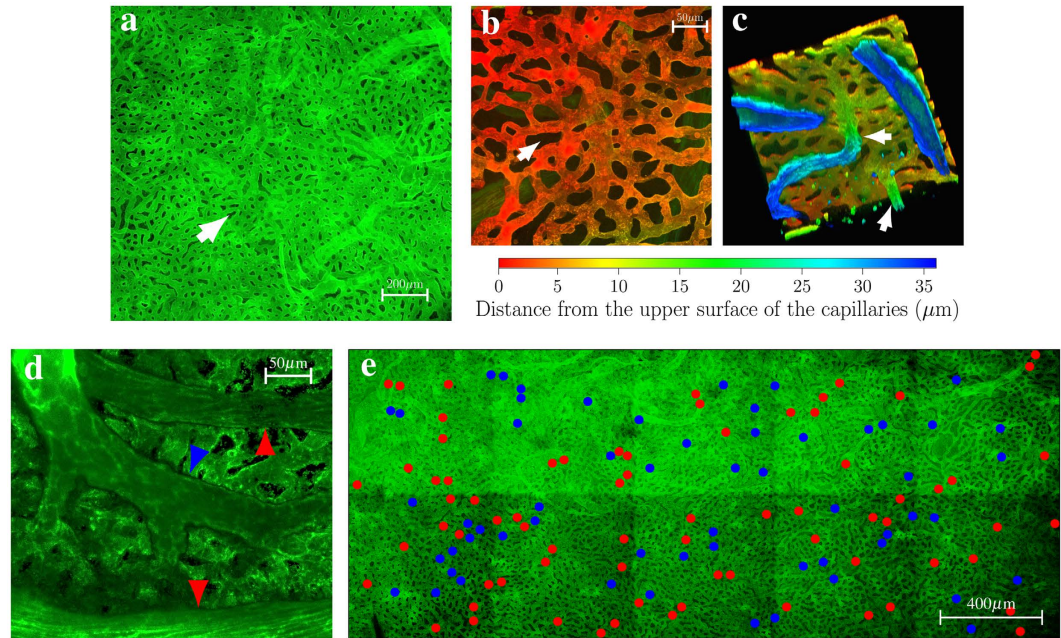 a
200μm
b
50μm
c
0 5 10 15 20 25 30 35
Distance from the upper surface of the capillaries (μm)
d
50μm
e
400μm